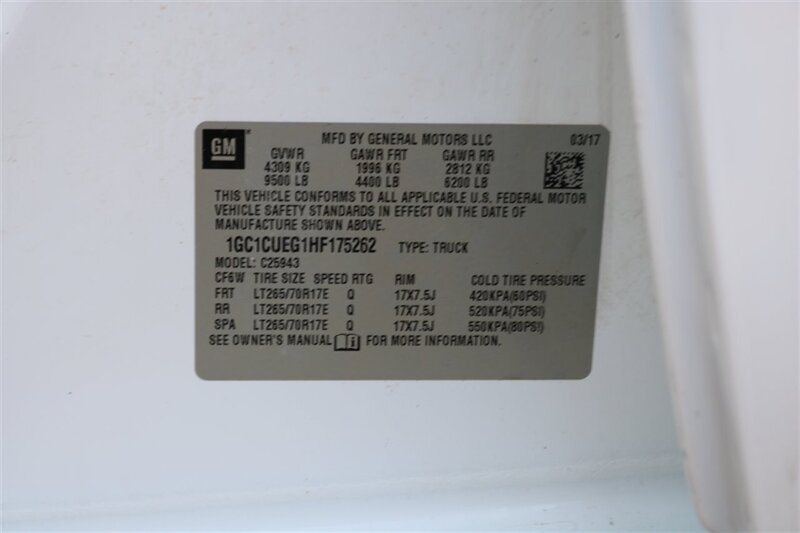 GM MFD BY GENERAL MOTORS LLC 03/17
GVWR GAWR FRT GAWR RR
4309 KG 1996 KG 2812 KG
9500 LB 4400 LB 6200 LB
THIS VEHICLE CONFORMS TO ALL APPLICABLE U.S. FEDERAL MOTOR
VEHICLE SAFETY STANDARDS IN EFFECT ON THE DATE OF
MANUFACTURE SHOWN ABOVE.
1GC1CUEG1HF175262 TYPE: TRUCK
MODEL: C25943
CF6W TIRE SIZE SPEED RTG RIM COLD TIRE PRESSURE
FRT LT265/70R17E Q 17X7.5J 420KPA(60PSI)
RR LT265/70R17E Q 17X7.5J 520KPA(75PSI)
SPA LT265/70R17E Q 17X7.5J 550KPA(80PSI)
SEE OWNER'S MANUAL FOR MORE INFORMATION.